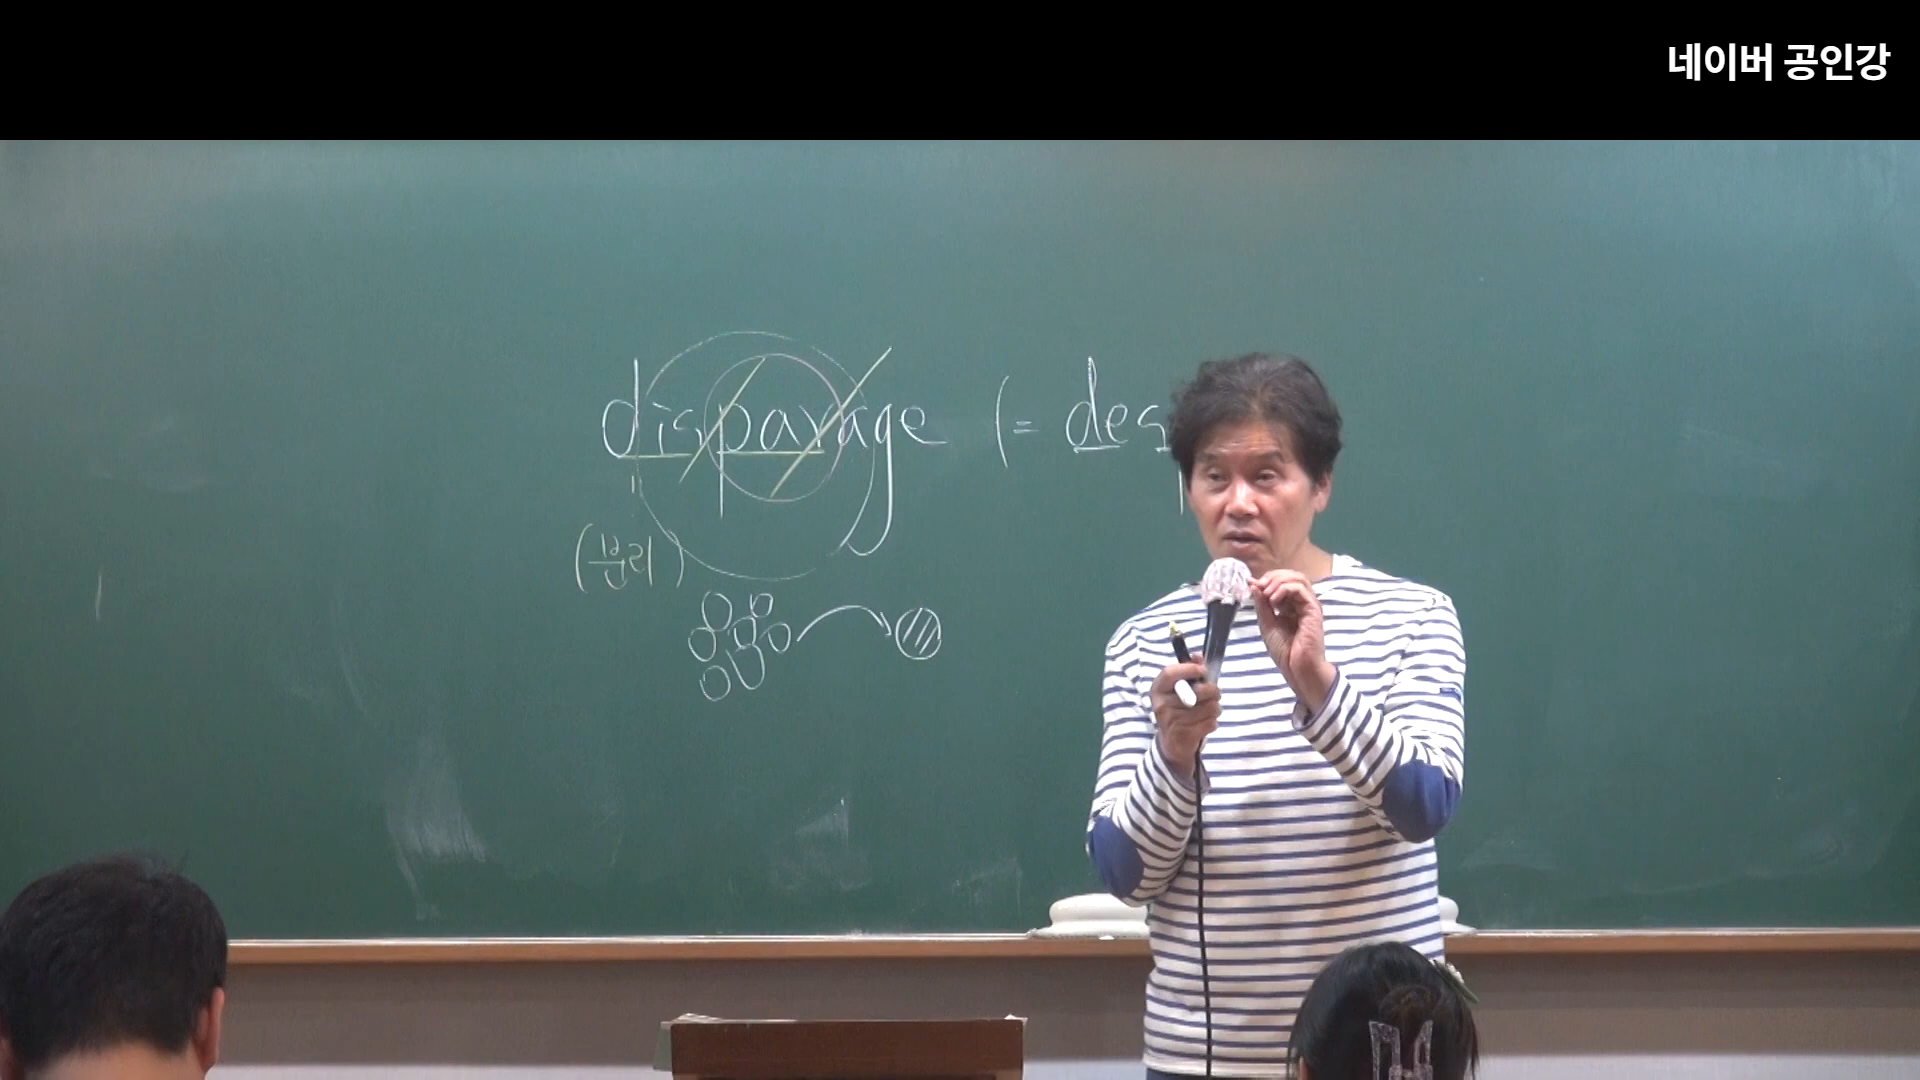 네이버 공인강
disparage (= des
(분리)